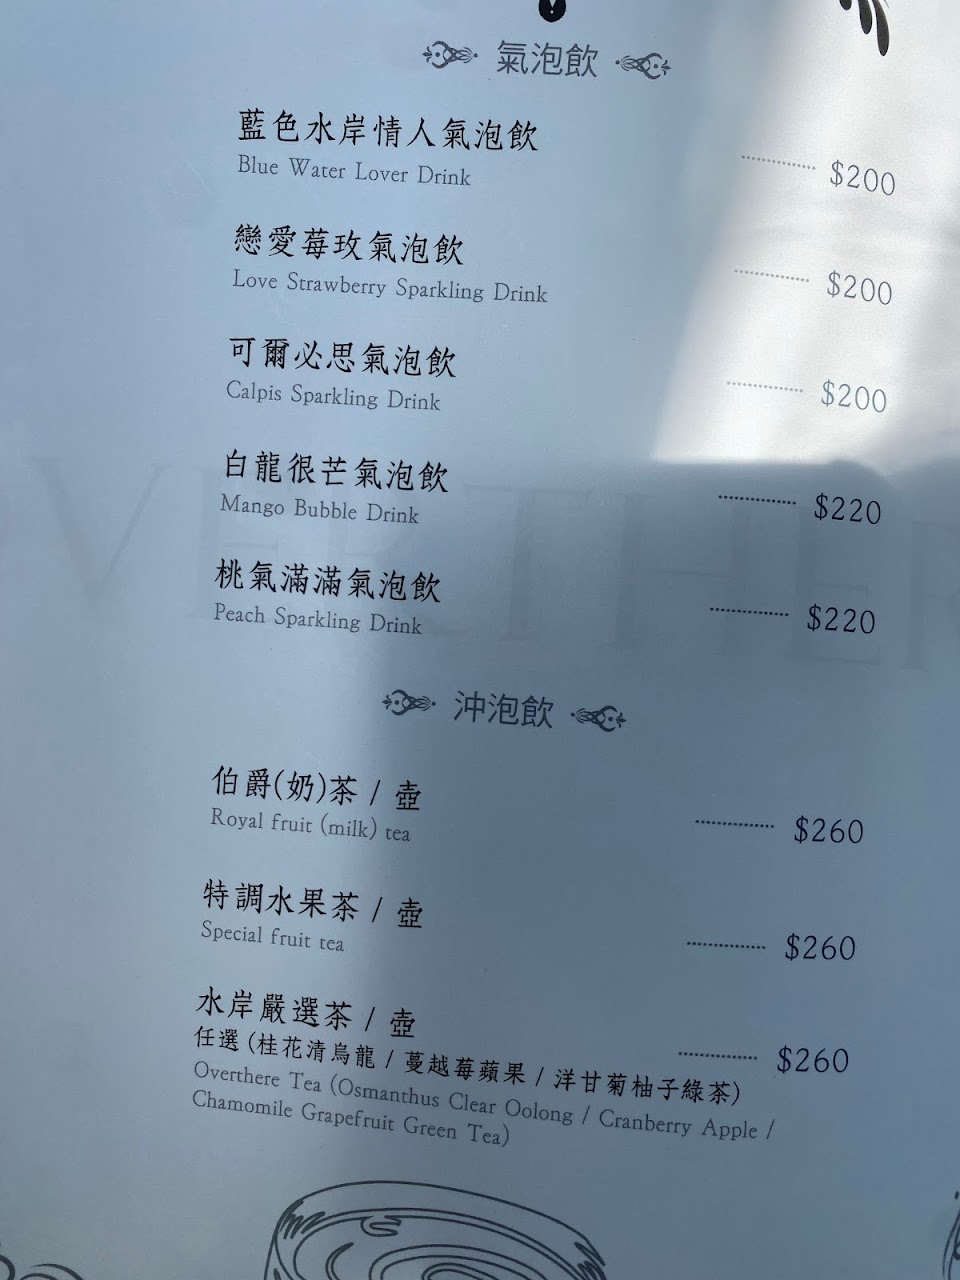 氣泡飲
藍色水岸情人氣泡飲
Blue Water Lover Drink
$200
戀愛莓玫氣泡飲
Love Strawberry Sparkling Drink
$200
可爾必思氣泡飲
Calpis Sparkling Drink
$200
白龍很芒氣泡飲
Mango Bubble Drink
$220
桃氣滿滿氣泡飲
Peach Sparkling Drink
$220
沖泡飲
伯爵(奶)茶 / 壺
Royal fruit (milk) tea
$260
特調水果茶 / 壺
Special fruit tea
$260
水岸嚴選茶 / 壺
任選 (桂花清烏龍 / 蔓越莓蘋果 / 洋甘菊柚子綠茶)
$260
Overthere Tea (Osmanthus Clear Oolong / Cranberry Apple /
Chamomile Grapefruit Green Tea)